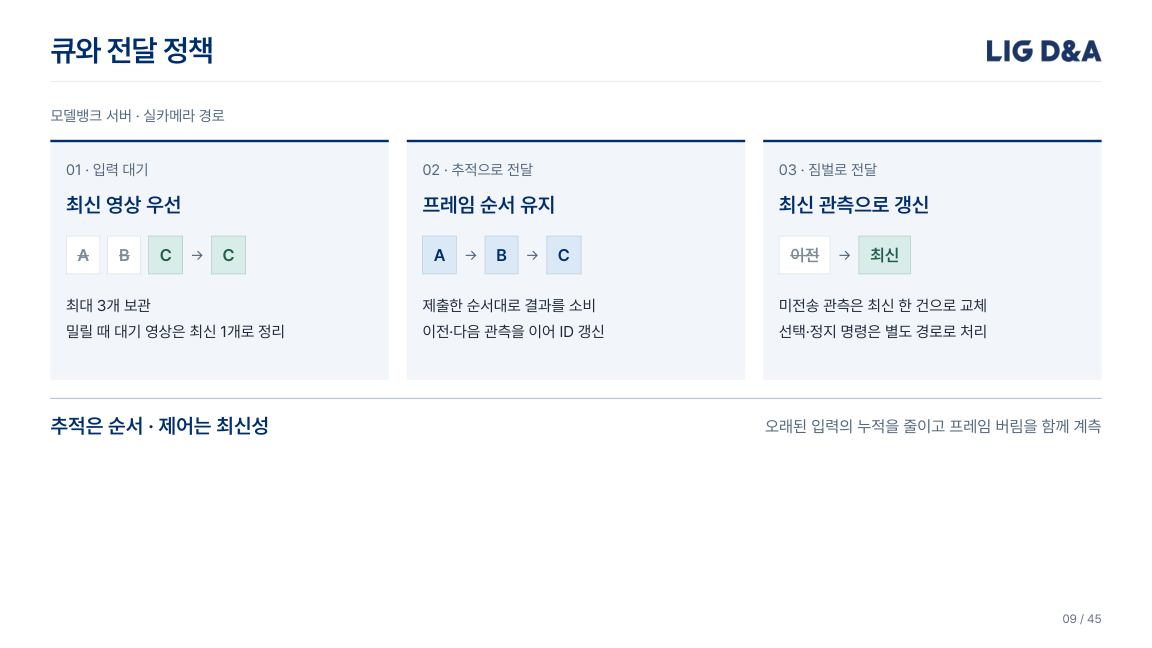 큐와 전달 정책
LIG D&A
모델뱅크 서버 · 실카메라 경로
01 · 입력 대기
최신 영상 우선
A B C → C
최대 3개 보관
밀릴 때 대기 영상은 최신 1개로 정리
02 · 추적으로 전달
프레임 순서 유지
A → B → C
제출한 순서대로 결과를 소비
이전·다음 관측을 이어 ID 갱신
03 · 짐벌로 전달
최신 관측으로 갱신
이전 → 최신
미전송 관측은 최신 한 건으로 교체
선택·정지 명령은 별도 경로로 처리
추적은 순서 · 제어는 최신성
오래된 입력의 누적을 줄이고 프레임 버림을 함께 계측
09 / 45